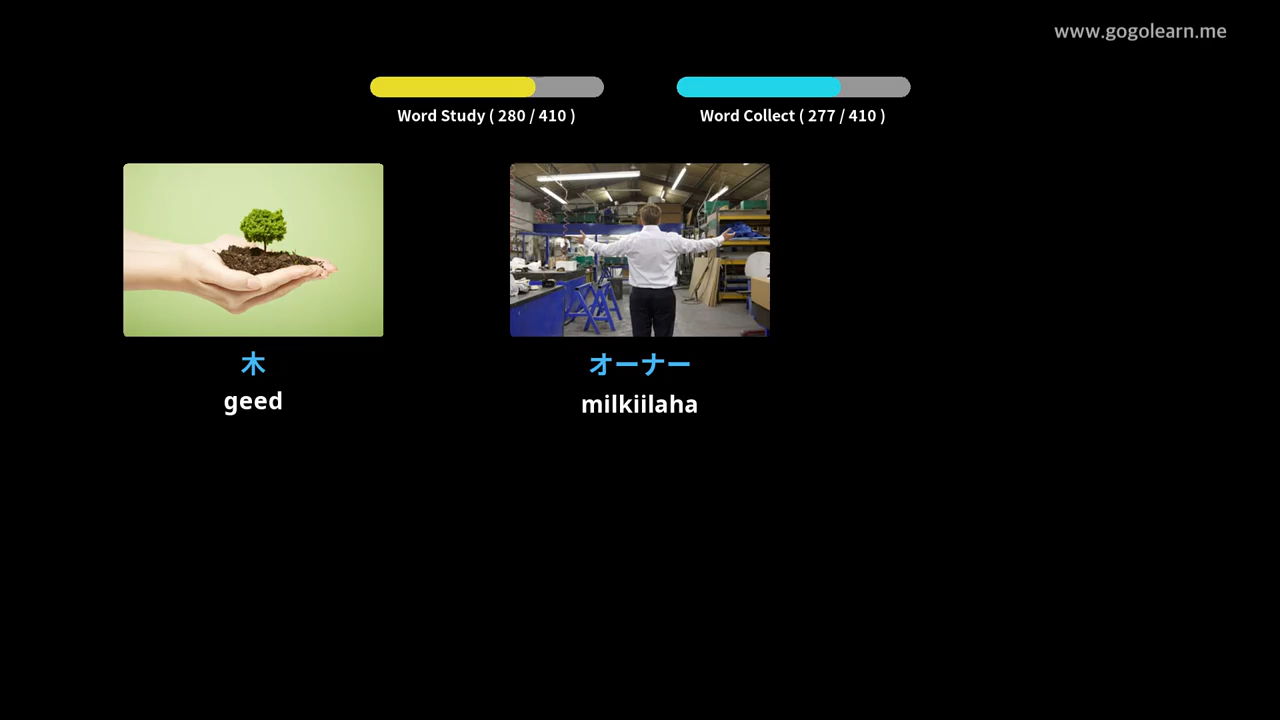 www.gogolearn.me
Word Study ( 280 / 410 )
Word Collect ( 277 / 410 )
木
geed
オーナー
milkiilaha